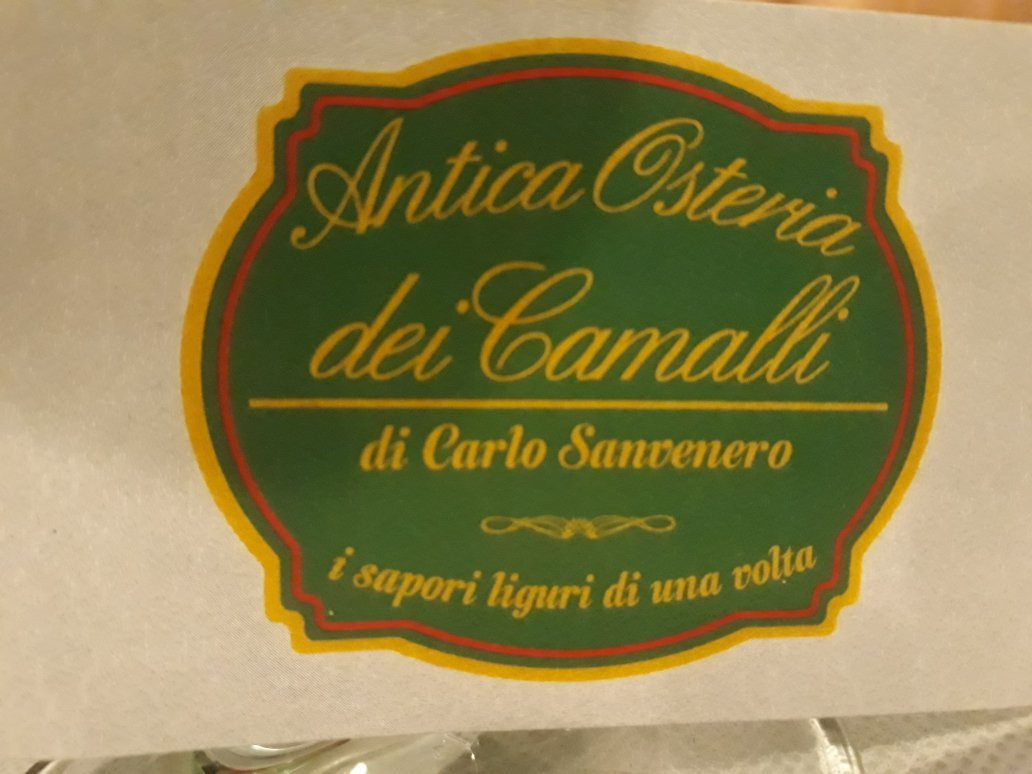 Antica Osteria
dei Camalli
di Carlo Sanvenero
i sapori liguri di una volta